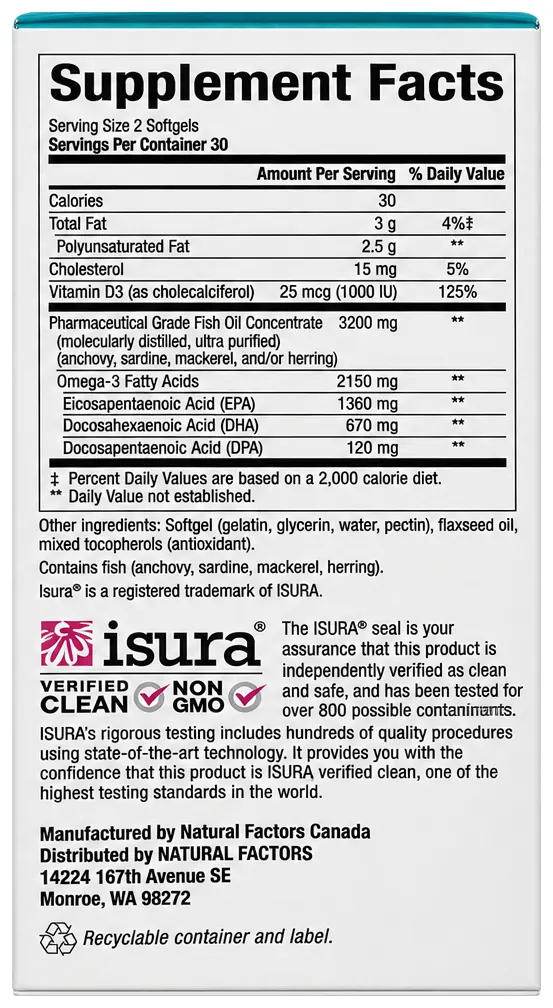 Supplement Facts
Serving Size 2 Softgels
Servings Per Container 30
Amount Per Serving % Daily Value
Calories 30
Total Fat 3 g 4%‡
Polyunsaturated Fat 2.5 g **
Cholesterol 15 mg 5%
Vitamin D3 (as cholecalciferol) 25 mcg (1000 IU) 125%
Pharmaceutical Grade Fish Oil Concentrate 3200 mg **
(molecularly distilled, ultra purified)
(anchovy, sardine, mackerel, and/or herring)
Omega-3 Fatty Acids 2150 mg **
Eicosapentaenoic Acid (EPA) 1360 mg **
Docosahexaenoic Acid (DHA) 670 mg **
Docosapentaenoic Acid (DPA) 120 mg **
‡ Percent Daily Values are based on a 2,000 calorie diet.
** Daily Value not established.
Other ingredients: Softgel (gelatin, glycerin, water, pectin), flaxseed oil,
mixed tocopherols (antioxidant).
Contains fish (anchovy, sardine, mackerel, herring).
Isura® is a registered trademark of ISURA.
isura®
VERIFIED CLEAN NON GMO
The ISURA® seal is your
assurance that this product is
independently verified as clean
and safe, and has been tested for
over 800 possible
ISURA's rigorous testing includes hundreds of quality procedures
using state-of-the-art technology. It provides you with the
confidence that this product is ISURA verified clean, one of the
highest testing standards in the world.
Manufactured by Natural Factors Canada
Distributed by NATURAL FACTORS
14224 167th Avenue SE
Monroe, WA 98272
Recyclable container and label.